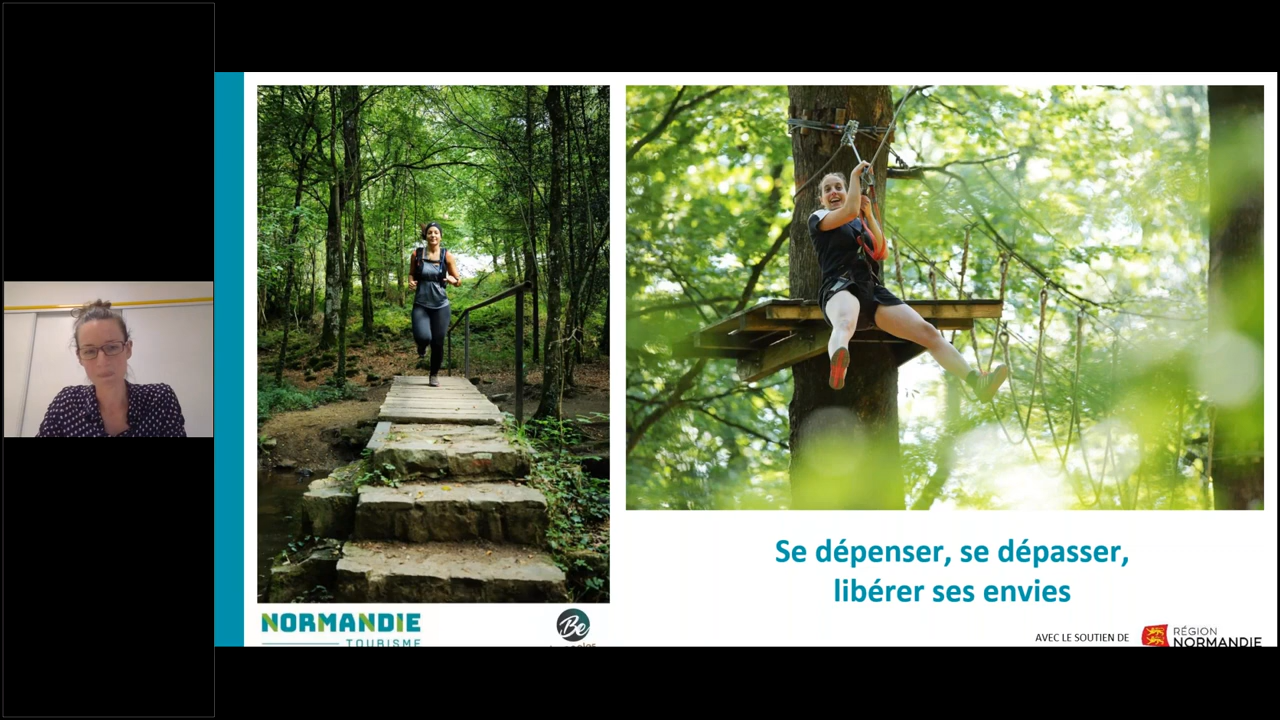 Se dépenser, se dépasser,
libérer ses envies
NORMANDIE
TOURISME
Be
AVEC LE SOUTIEN DE
RÉGION
NORMANDIE